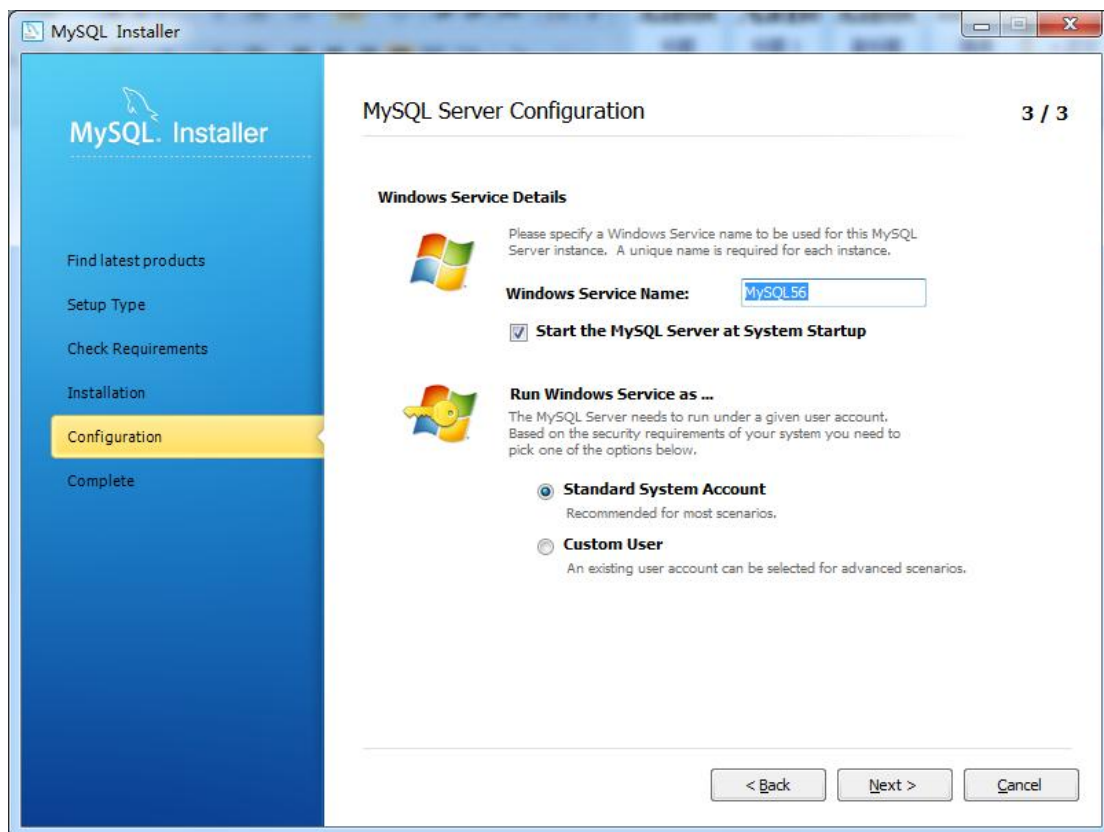 MySQL Installer
MySQL. Installer
Find latest products
Setup Type
Check Requirements
Installation
Configuration
Complete
MySQL Server Configuration
3 / 3
Windows Service Details
Please specify a Windows Service name to be used for this MySQL
Server instance. A unique name is required for each instance.
Windows Service Name:
MySQL56
Start the MySQL Server at System Startup
Run Windows Service as ...
The MySQL Server needs to run under a given user account.
Based on the security requirements of your system you need to
pick one of the options below.
Standard System Account
Recommended for most scenarios.
Custom User
An existing user account can be selected for advanced scenarios.
< Back
Next >
Cancel